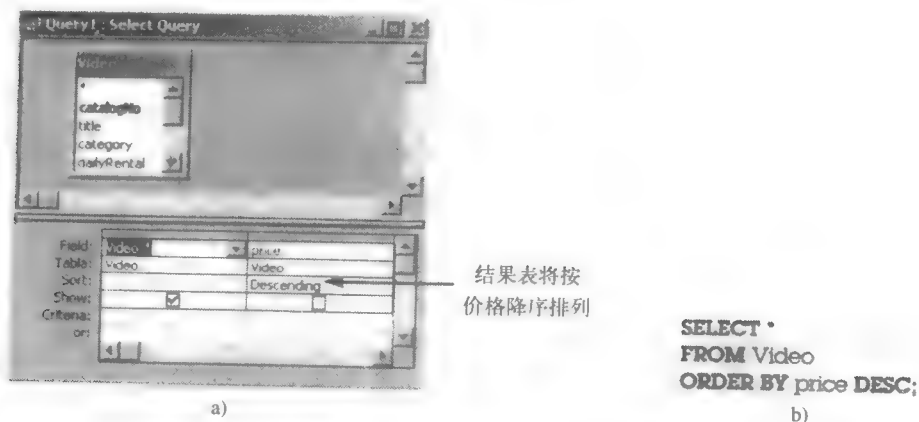 Query1 : Select Query
Video
*
catalogNo
title
category
dailyRental
Field: Video.* price
Table: Video Video
Sort: Descending
Show:
Criteria:
or:
结果表将按
价格降序排列
a)
SELECT *
FROM Video
ORDER BY price DESC;
b)